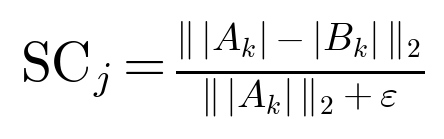 SC_j = \frac{\| |A_k| - |B_k| \|_2}{\| |A_k| \|_2 + \varepsilon}